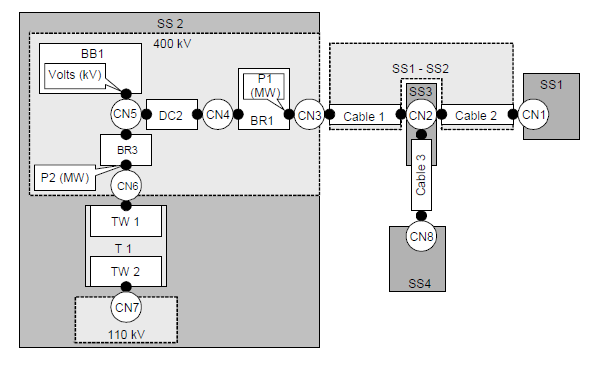 SS 2
400 kV
BB1
Volts (kV)
P1
(MW)
SS1 - SS2
SS3
SS1
CN5
DC2
CN4
BR1
CN3
Cable 1
CN2
Cable 2
CN1
BR3
P2 (MW)
CN6
Cable 3
TW 1
T 1
TW 2
CN8
SS4
CN7
110 kV